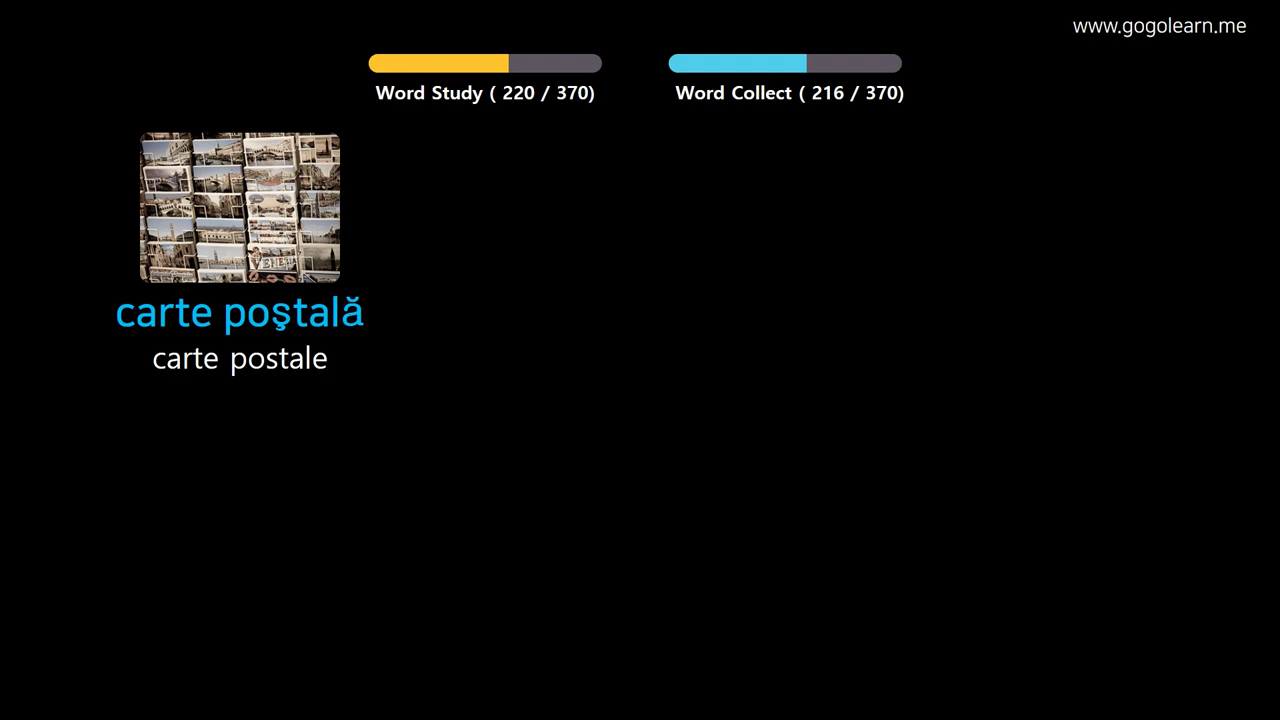 www.gogolearn.me
Word Study ( 220 / 370)
Word Collect ( 216 / 370)
carte poştală
carte postale